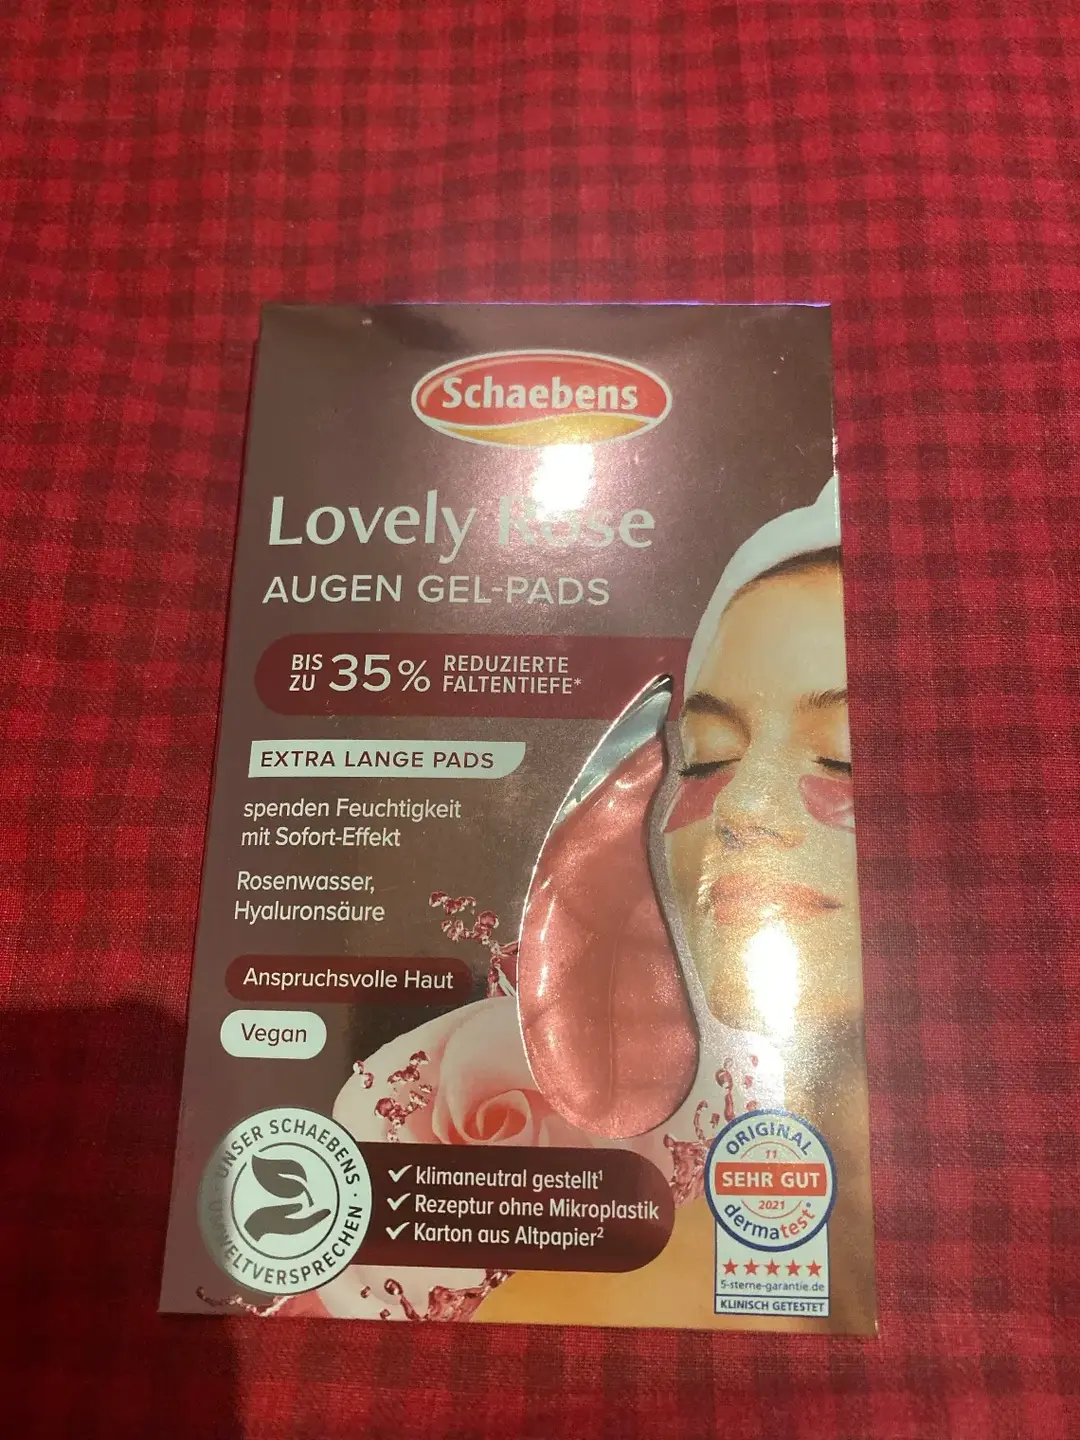 Schaebens
Lovely Rose
AUGEN GEL-PADS
BIS ZU 35% REDUZIERTE
FALTENTIEFE*
EXTRA LANGE PADS
spenden Feuchtigkeit
mit Sofort-Effekt
Rosenwasser,
Hyaluronsäure
Anspruchsvolle Haut
Vegan
· UNSER SCHAEBENS · UMWELTVERSPRECHEN
klimaneutral gestellt¹
Rezeptur ohne Mikroplastik
Karton aus Altpapier²
ORIGINAL
11
SEHR GUT
2021
dermatest®
5-sterne-garantie.de
KLINISCH GETESTET